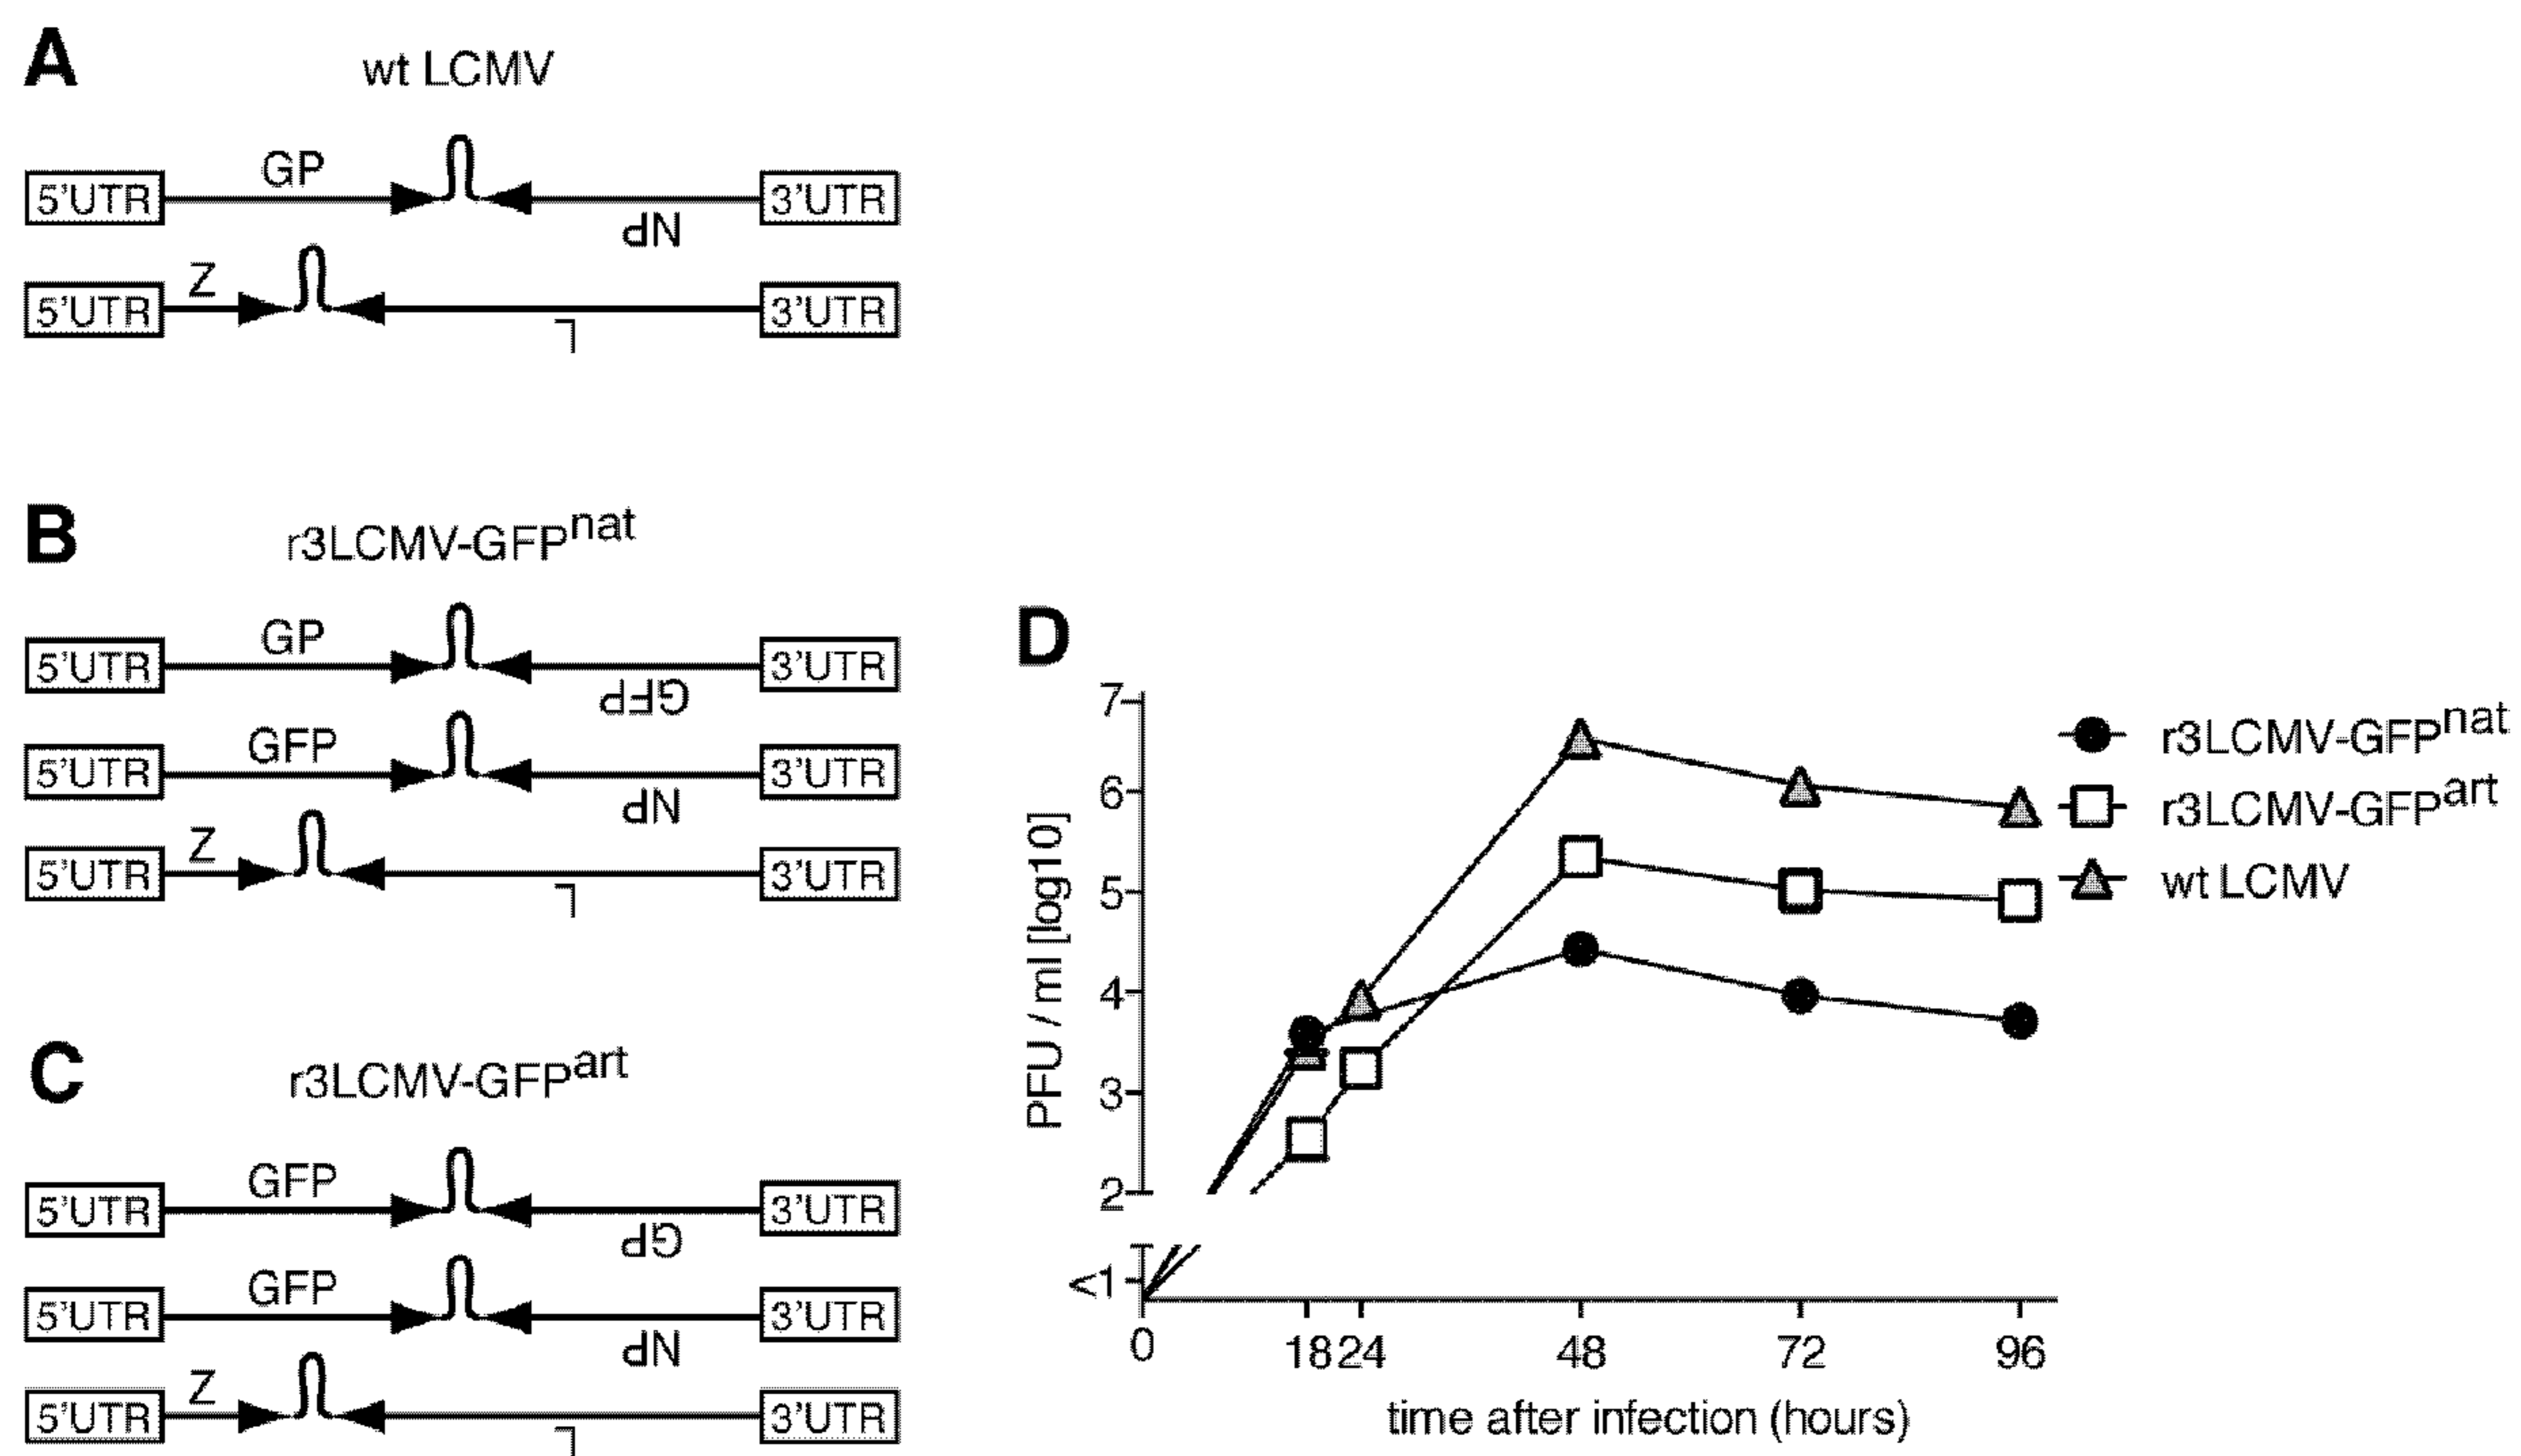 A
wt LCMV
5'UTR GP NP 3'UTR
5'UTR Z L 3'UTR
B
r3LCMV-GFPnat
5'UTR GP GFP 3'UTR
5'UTR GFP NP 3'UTR
5'UTR Z L 3'UTR
C
r3LCMV-GFPart
5'UTR GFP GP 3'UTR
5'UTR GFP NP 3'UTR
5'UTR Z L 3'UTR
D
PFU / ml [log10]
7
6
5
4
3
2
<1
0 18 24 48 72 96
time after infection (hours)
r3LCMV-GFPnat
r3LCMV-GFPart
wt LCMV